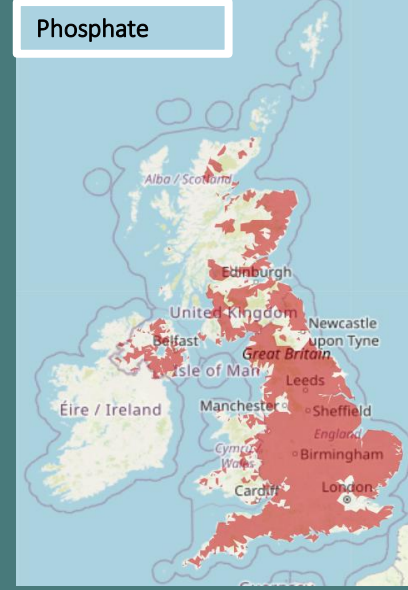 Phosphate
Alba / Scotland
Edinburgh
United Kingdom
Newcastle
upon Tyne
Belfast
Great Britain
Isle of Man
Leeds
Éire / Ireland
Manchester
Sheffield
England
Cymru /
Wales
Birmingham
Cardiff
London